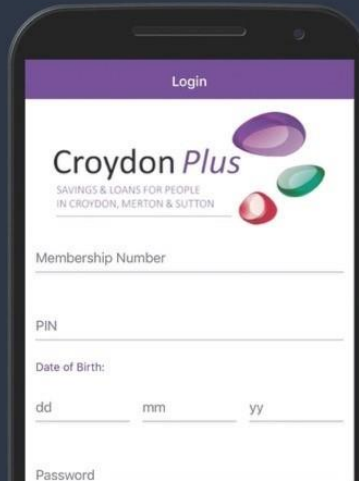 Login
Croydon Plus
SAVINGS & LOANS FOR PEOPLE
IN CROYDON, MERTON & SUTTON
Membership Number
PIN
Date of Birth:
dd mm yy
Password